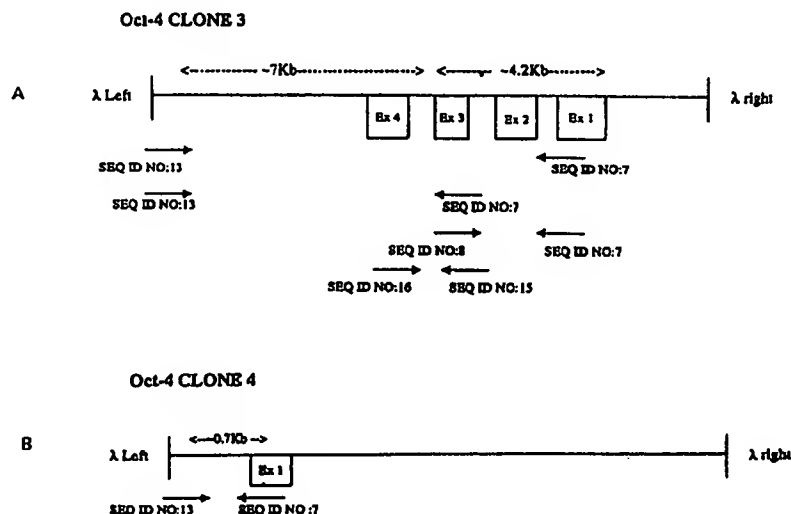 Oct-4 CLONE 3
~7Kb
~4.2Kb
A
λ Left
λ right
Ex 4
Ex 3
Ex 2
Ex 1
SEQ ID NO:13
SEQ ID NO:7
SEQ ID NO:13
SEQ ID NO:7
SEQ ID NO:8
SEQ ID NO:7
SEQ ID NO:16
SEQ ID NO:15
Oct-4 CLONE 4
B
0.7Kb
λ Left
λ right
Ex 1
SEQ ID NO:13
SEQ ID NO:7